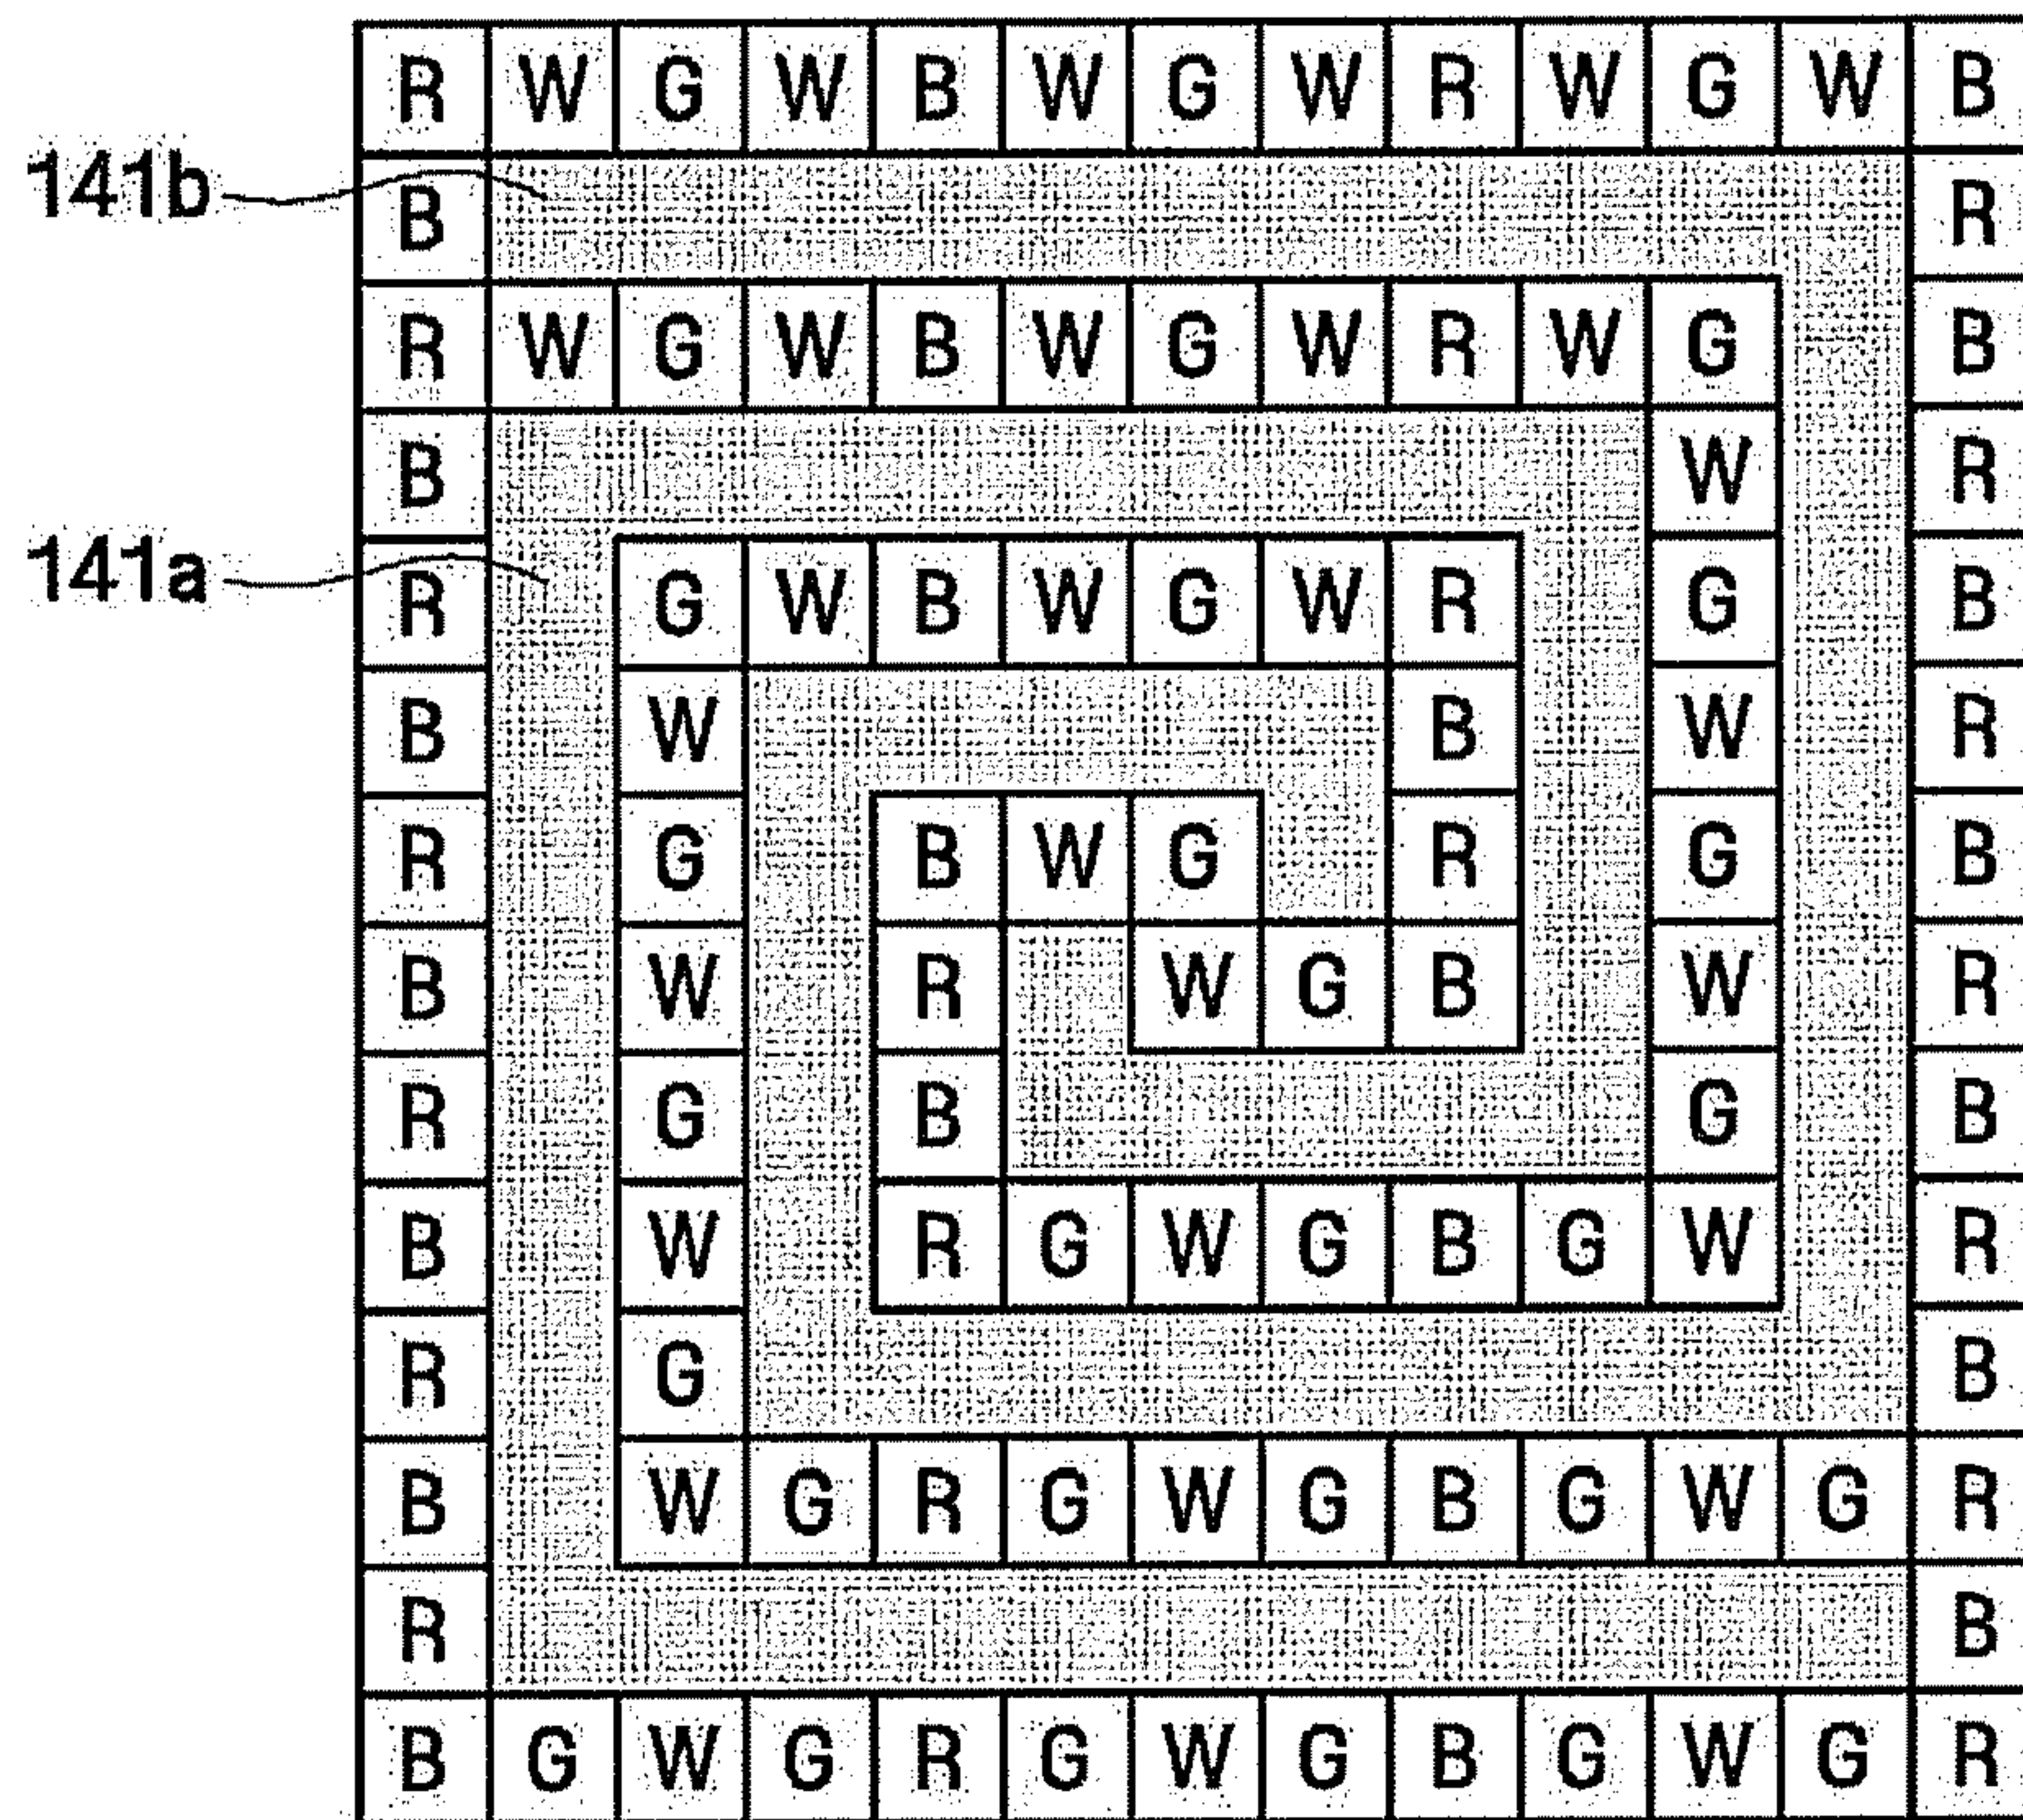 R W G W B W G W R W G W B
141b B R
R W G W B W G W R W G B
B W R
141a R G W B W G W R G B
B W B W R
R G B W G R G B
B W R W G B W R
R G B G B
B W R G W G B G W R
R G B
B W G R G W G B G W G R
R B
B G W G R G W G B G W G R